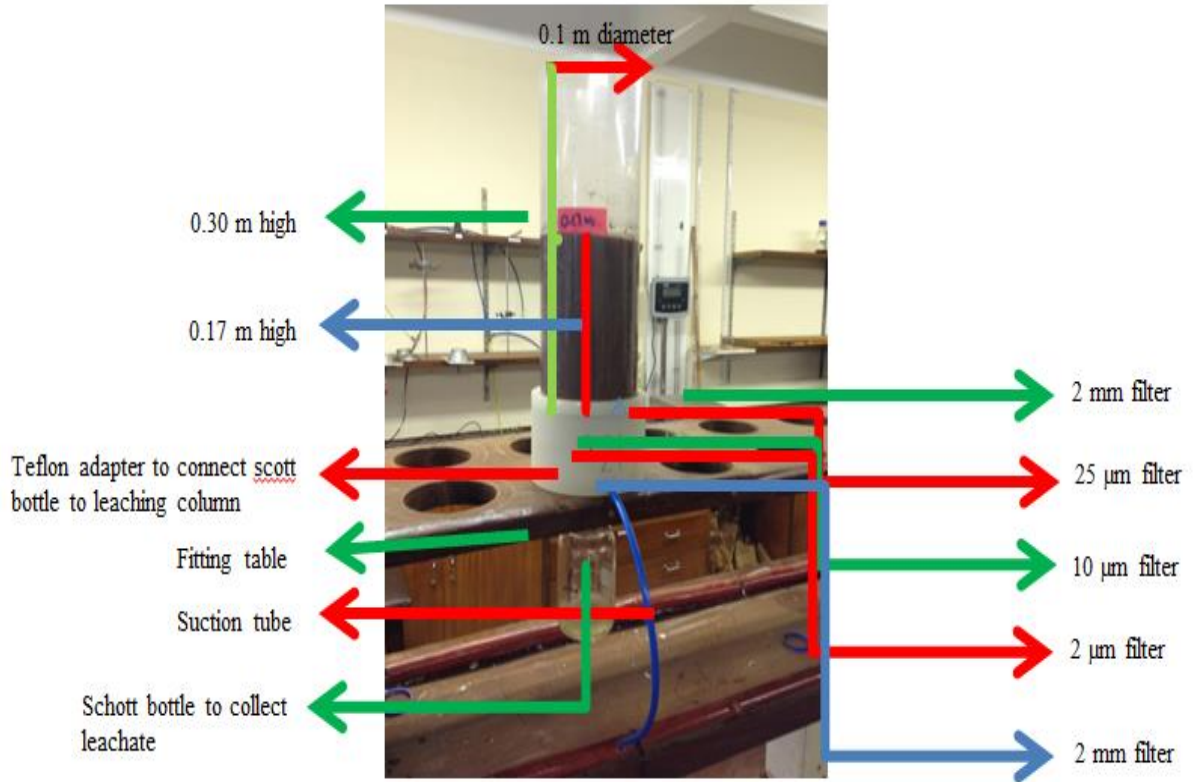 0.1 m diameter
0.30 m high
0.17 m
0.17 m high
2 mm filter
Teflon adapter to connect scott
bottle to leaching column
25 µm filter
Fitting table
10 µm filter
Suction tube
2 µm filter
Schott bottle to collect
leachate
2 mm filter